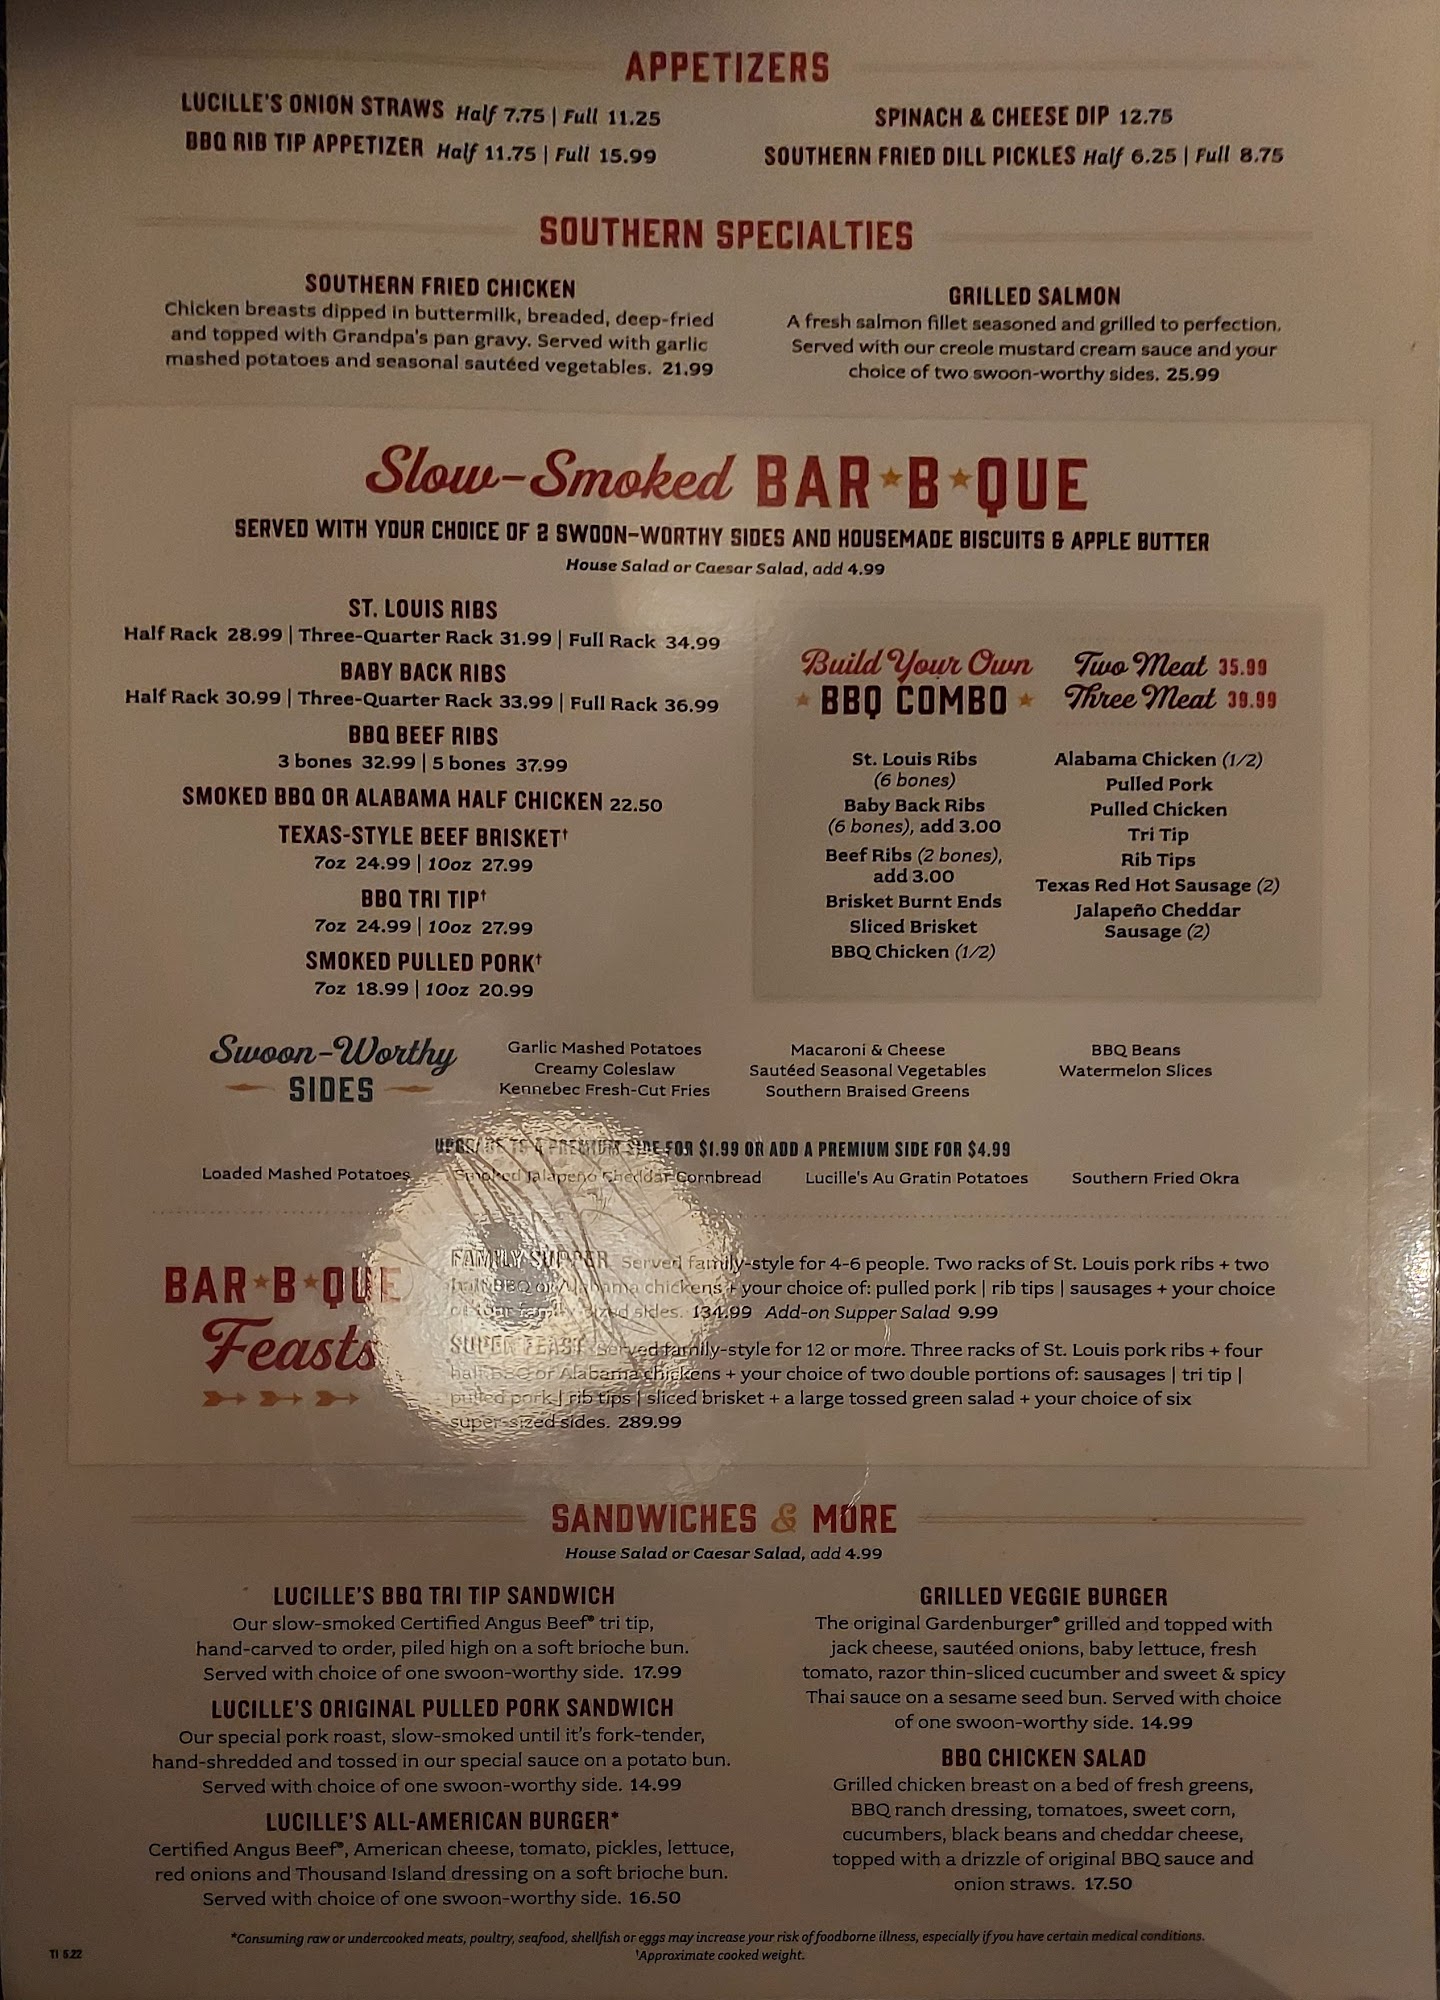 APPETIZERS
LUCILLE'S ONION STRAWS Half 7.75 | Full 11.25
BBQ RIB TIP APPETIZER Half 11.75 | Full 15.99
SPINACH & CHEESE DIP 12.75
SOUTHERN FRIED DILL PICKLES Half 6.25 | Full 8.75
SOUTHERN SPECIALTIES
SOUTHERN FRIED CHICKEN
Chicken breasts dipped in buttermilk, breaded, deep-fried
and topped with Grandpa's pan gravy. Served with garlic
mashed potatoes and seasonal sautéed vegetables. 21.99
GRILLED SALMON
A fresh salmon fillet seasoned and grilled to perfection.
Served with our creole mustard cream sauce and your
choice of two swoon-worthy sides. 25.99
Slow-Smoked BAR★B★QUE
SERVED WITH YOUR CHOICE OF 2 SWOON-WORTHY SIDES AND HOUSEMADE BISCUITS & APPLE BUTTER
House Salad or Caesar Salad, add 4.99
ST. LOUIS RIBS
Half Rack 28.99 | Three-Quarter Rack 31.99 | Full Rack 34.99
BABY BACK RIBS
Half Rack 30.99 | Three-Quarter Rack 33.99 | Full Rack 36.99
BBQ BEEF RIBS
3 bones 32.99 | 5 bones 37.99
SMOKED BBQ OR ALABAMA HALF CHICKEN 22.50
TEXAS-STYLE BEEF BRISKET†
7oz 24.99 | 10oz 27.99
BBQ TRI TIP†
7oz 24.99 | 10oz 27.99
SMOKED PULLED PORK†
7oz 18.99 | 10oz 20.99
Build Your Own
★ BBQ COMBO ★
Two Meat 35.99
Three Meat 39.99
St. Louis Ribs
(6 bones)
Baby Back Ribs
(6 bones), add 3.00
Beef Ribs (2 bones),
add 3.00
Brisket Burnt Ends
Sliced Brisket
BBQ Chicken (1/2)
Alabama Chicken (1/2)
Pulled Pork
Pulled Chicken
Tri Tip
Rib Tips
Texas Red Hot Sausage (2)
Jalapeño Cheddar
Sausage (2)
Swoon-Worthy
SIDES
Garlic Mashed Potatoes
Creamy Coleslaw
Kennebec Fresh-Cut Fries
Macaroni & Cheese
Sautéed Seasonal Vegetables
Southern Braised Greens
BBQ Beans
Watermelon Slices
UPGRADE TO A PREMIUM SIDE FOR $1.99 OR ADD A PREMIUM SIDE FOR $4.99
Loaded Mashed Potatoes
Smoked Jalapeño Cheddar Cornbread
Lucille's Au Gratin Potatoes
Southern Fried Okra
BAR★B★QUE
Feasts
FAMILY SUPPER Served family-style for 4-6 people. Two racks of St. Louis pork ribs + two
half BBQ or Alabama chickens + your choice of: pulled pork | rib tips | sausages + your choice
of four family-sized sides. 134.99 Add-on Supper Salad 9.99
SUPER FEAST Served family-style for 12 or more. Three racks of St. Louis pork ribs + four
half BBQ or Alabama chickens + your choice of two double portions of: sausages | tri tip |
pulled pork | rib tips | sliced brisket + a large tossed green salad + your choice of six
super-sized sides. 289.99
SANDWICHES & MORE
House Salad or Caesar Salad, add 4.99
LUCILLE'S BBQ TRI TIP SANDWICH
Our slow-smoked Certified Angus Beef® tri tip,
hand-carved to order, piled high on a soft brioche bun.
Served with choice of one swoon-worthy side. 17.99
LUCILLE'S ORIGINAL PULLED PORK SANDWICH
Our special pork roast, slow-smoked until it's fork-tender,
hand-shredded and tossed in our special sauce on a potato bun.
Served with choice of one swoon-worthy side. 14.99
LUCILLE'S ALL-AMERICAN BURGER*
Certified Angus Beef®, American cheese, tomato, pickles, lettuce,
red onions and Thousand Island dressing on a soft brioche bun.
Served with choice of one swoon-worthy side. 16.50
GRILLED VEGGIE BURGER
The original Gardenburger® grilled and topped with
jack cheese, sautéed onions, baby lettuce, fresh
tomato, razor thin-sliced cucumber and sweet & spicy
Thai sauce on a sesame seed bun. Served with choice
of one swoon-worthy side. 14.99
BBQ CHICKEN SALAD
Grilled chicken breast on a bed of fresh greens,
BBQ ranch dressing, tomatoes, sweet corn,
cucumbers, black beans and cheddar cheese,
topped with a drizzle of original BBQ sauce and
onion straws. 17.50
*Consuming raw or undercooked meats, poultry, seafood, shellfish or eggs may increase your risk of foodborne illness, especially if you have certain medical conditions.
†Approximate cooked weight.
TI 5.22